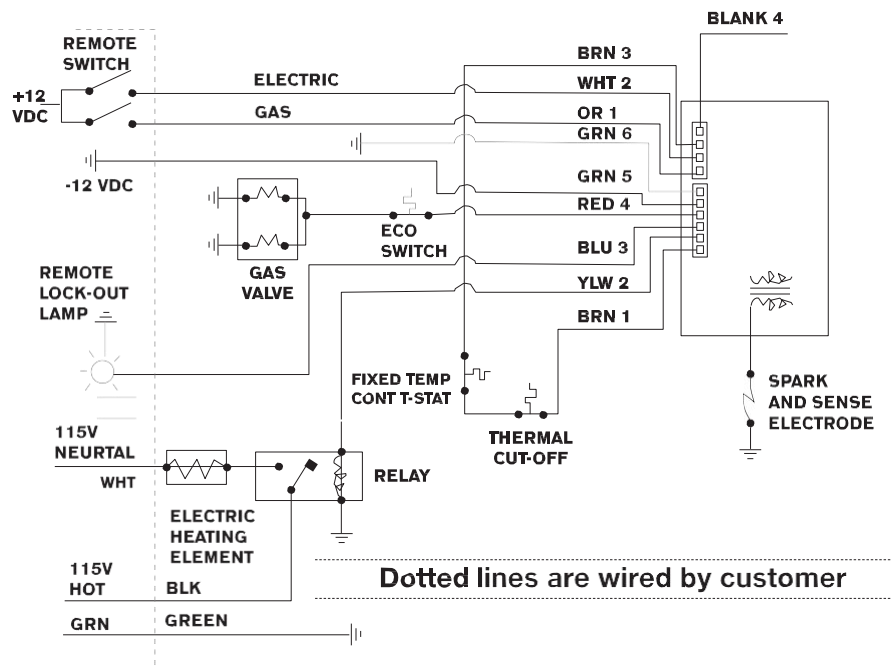 BLANK 4
REMOTE
SWITCH
BRN 3
ELECTRIC
WHT 2
+12
VDC
GAS
OR 1
GRN 6
-12 VDC
GRN 5
RED 4
ECO
SWITCH
BLU 3
GAS
VALVE
REMOTE
LOCK-OUT
LAMP
YLW 2
BRN 1
FIXED TEMP
CONT T-STAT
SPARK
AND SENSE
ELECTRODE
THERMAL
CUT-OFF
115V
NEURTAL
WHT
RELAY
ELECTRIC
HEATING
ELEMENT
115V
HOT
BLK
Dotted lines are wired by customer
GRN
GREEN